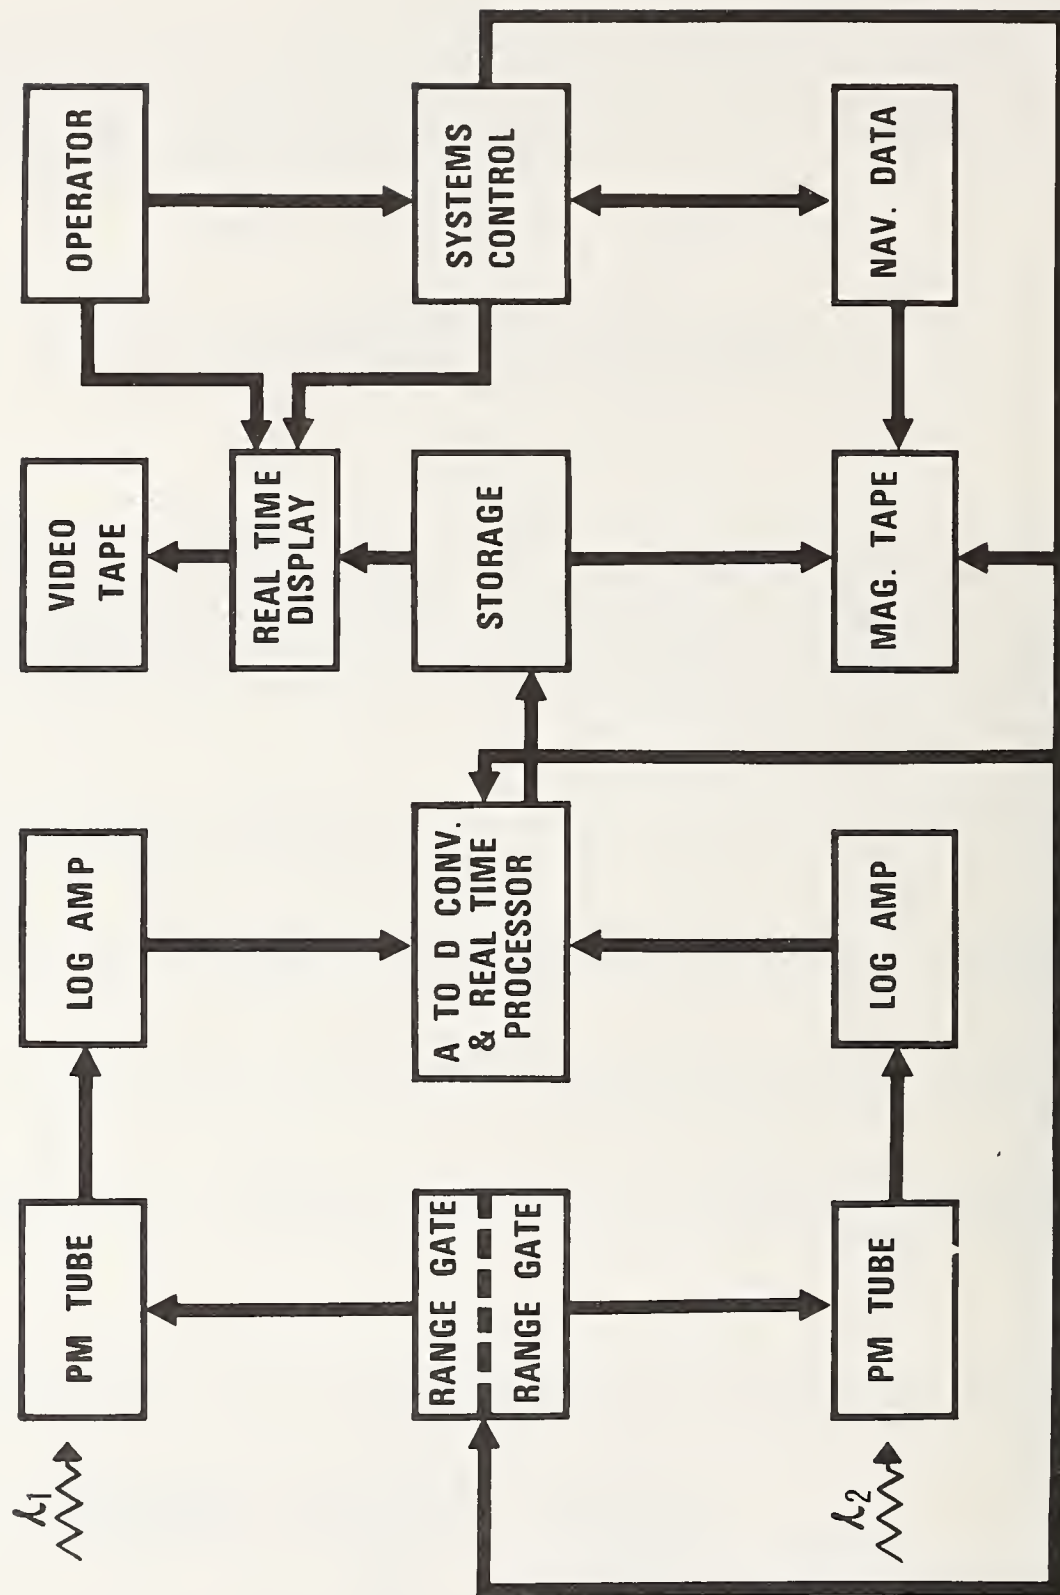 λ1
PM TUBE
LOG AMP
VIDEO
TAPE
OPERATOR
REAL TIME
DISPLAY
RANGE GATE
RANGE GATE
A TO D CONV.
& REAL TIME
PROCESSOR
STORAGE
SYSTEMS
CONTROL
λ2
PM TUBE
LOG AMP
MAG. TAPE
NAV. DATA